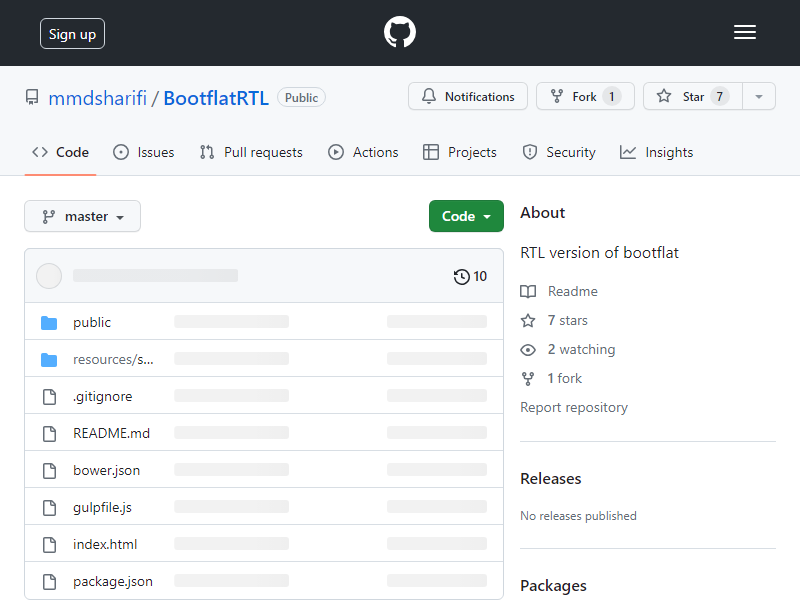 Sign up
mmdsharifi / BootflatRTL Public
Notifications Fork 1 Star 7
Code Issues Pull requests Actions Projects Security Insights
master Code
10
public
resources/s...
.gitignore
README.md
bower.json
gulpfile.js
index.html
package.json
About
RTL version of bootflat
Readme
7 stars
2 watching
1 fork
Report repository
Releases
No releases published
Packages